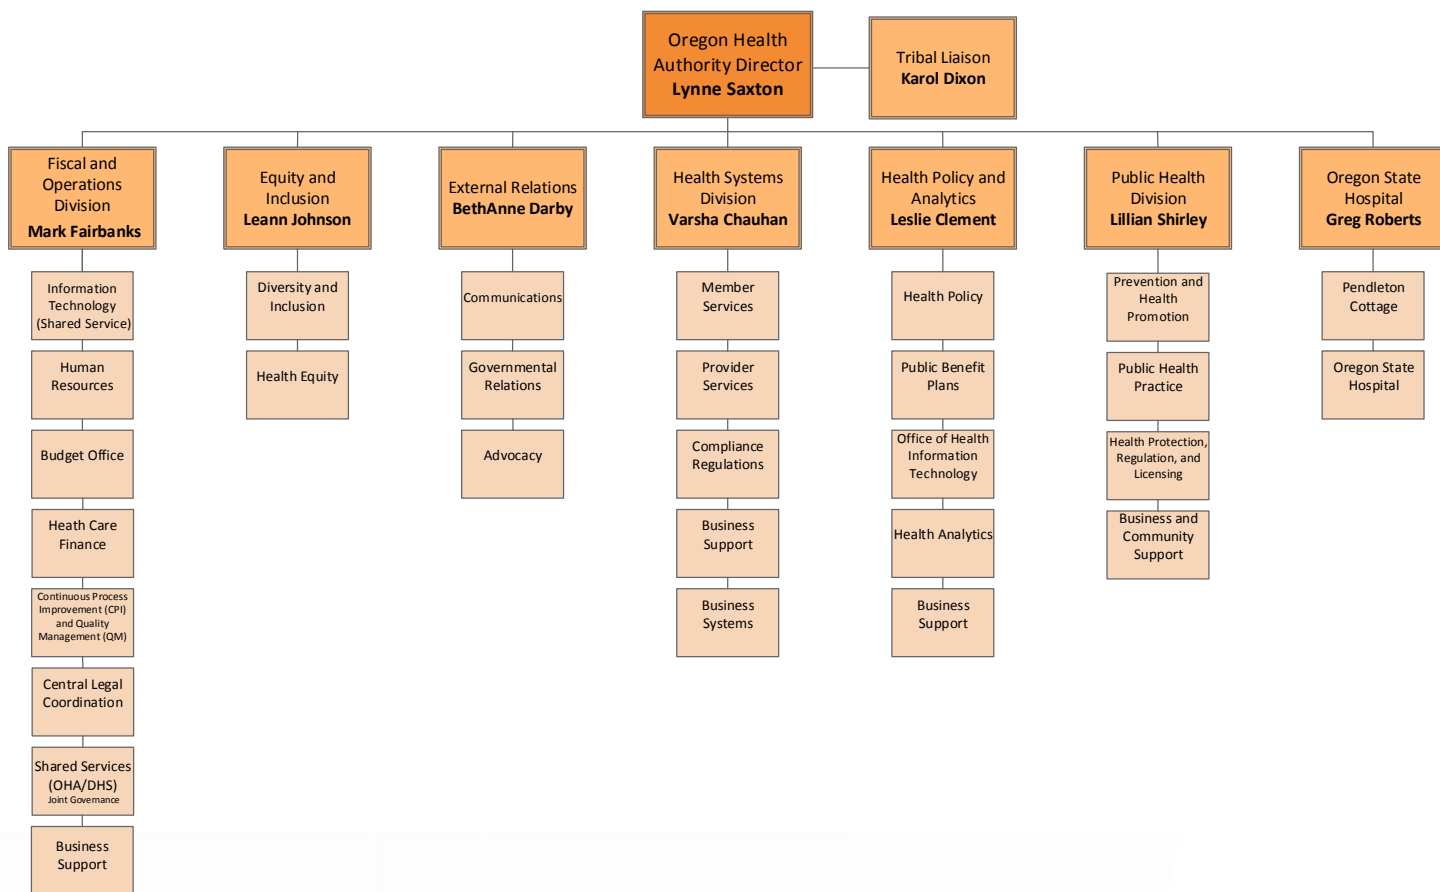 Oregon Health
Authority Director
Lynne Saxton
Tribal Liaison
Karol Dixon
Fiscal and
Operations
Division
Mark Fairbanks
Equity and
Inclusion
Leann Johnson
External Relations
BethAnne Darby
Health Systems
Division
Varsha Chauhan
Health Policy and
Analytics
Leslie Clement
Public Health
Division
Lillian Shirley
Oregon State
Hospital
Greg Roberts
Information
Technology
(Shared Service)
Human
Resources
Budget Office
Heath Care
Finance
Continuous Process
Improvement (CPI)
and Quality
Management (QM)
Central Legal
Coordination
Shared Services
(OHA/DHS)
Joint Governance
Business
Support
Diversity and
Inclusion
Health Equity
Communications
Governmental
Relations
Advocacy
Member
Services
Provider
Services
Compliance
Regulations
Business
Support
Business
Systems
Health Policy
Public Benefit
Plans
Office of Health
Information
Technology
Health Analytics
Business
Support
Prevention and
Health
Promotion
Public Health
Practice
Health Protection,
Regulation, and
Licensing
Business and
Community
Support
Pendleton
Cottage
Oregon State
Hospital